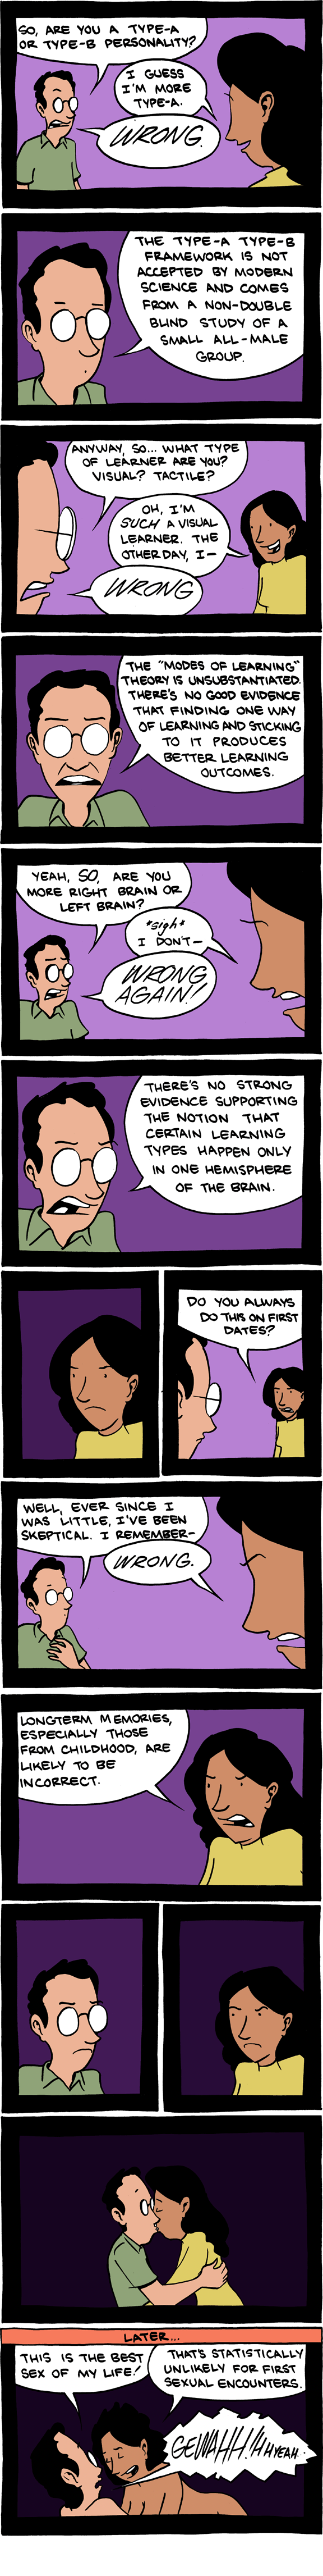 SO, ARE YOU A TYPE-A
OR TYPE-B PERSONALITY?
I GUESS
I'M MORE
TYPE-A.
WRONG.
THE TYPE-A TYPE-B
FRAMEWORK IS NOT
ACCEPTED BY MODERN
SCIENCE AND COMES
FROM A NON-DOUBLE
BLIND STUDY OF A
SMALL ALL-MALE
GROUP.
ANYWAY, SO... WHAT TYPE
OF LEARNER ARE YOU?
VISUAL? TACTILE?
OH, I'M
SUCH A VISUAL
LEARNER. THE
OTHER DAY, I-
WRONG
THE "MODES OF LEARNING"
THEORY IS UNSUBSTANTIATED.
THERE'S NO GOOD EVIDENCE
THAT FINDING ONE WAY
OF LEARNING AND STICKING
TO IT PRODUCES
BETTER LEARNING
OUTCOMES.
YEAH, SO, ARE YOU
MORE RIGHT BRAIN OR
LEFT BRAIN?
*sigh*
I DON'T-
WRONG
AGAIN!!
THERE'S NO STRONG
EVIDENCE SUPPORTING
THE NOTION THAT
CERTAIN LEARNING
TYPES HAPPEN ONLY
IN ONE HEMISPHERE
OF THE BRAIN.
DO YOU ALWAYS
DO THIS ON FIRST
DATES?
WELL, EVER SINCE I
WAS LITTLE, I'VE BEEN
SKEPTICAL. I REMEMBER-
WRONG.
LONGTERM MEMORIES,
ESPECIALLY THOSE
FROM CHILDHOOD, ARE
LIKELY TO BE
INCORRECT.
LATER...
THIS IS THE BEST
SEX OF MY LIFE!
THAT'S STATISTICALLY
UNLIKELY FOR FIRST
SEXUAL ENCOUNTERS.